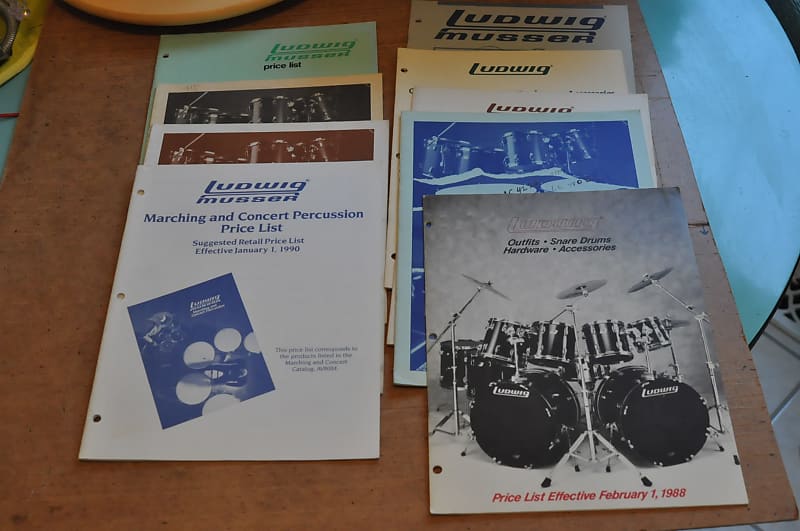 LUDWIG
musser
price list
LUDWIG
musser
Marching and Concert Percussion
Price List
Suggested Retail Price List
Effective January 1, 1990
LUDWIG
This price list corresponds to
the products listed in the
Marching and Concert
Catalog, AV8084.
LUDWIG
musser
LUDWIG
LUDWIG
LUDWIG
Outfits • Snare Drums
Hardware • Accessories
LUDWIG
LUDWIG
Price List Effective February 1, 1988